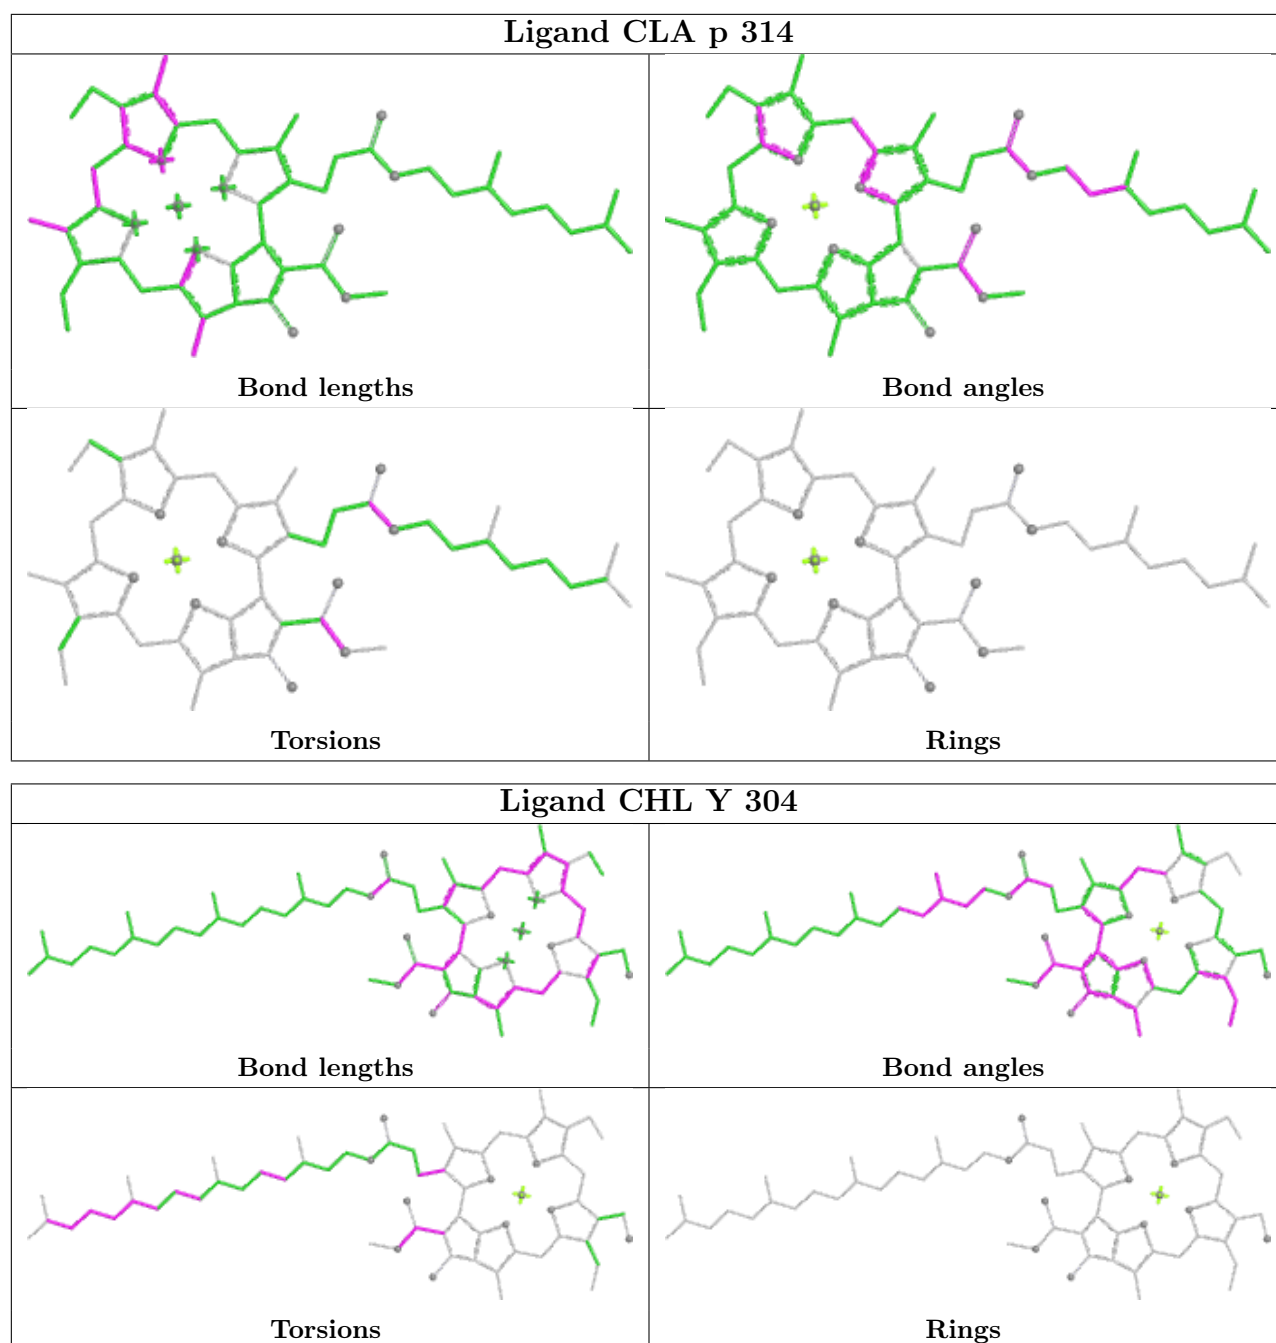 Ligand CLA p 314
Bond lengths
Bond angles
Torsions
Rings
Ligand CHL Y 304
Bond lengths
Bond angles
Torsions
Rings